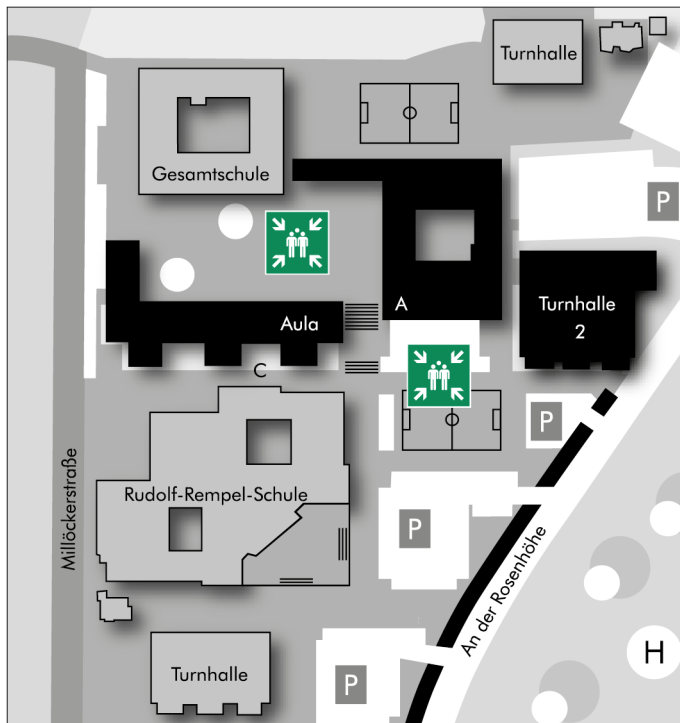 Turnhalle
Gesamtschule
P
A
Turnhalle
2
Aula
C
P
Rudolf-Rempel-Schule
P
Millöckerstraße
An der Rosenhöhe
H
Turnhalle
P